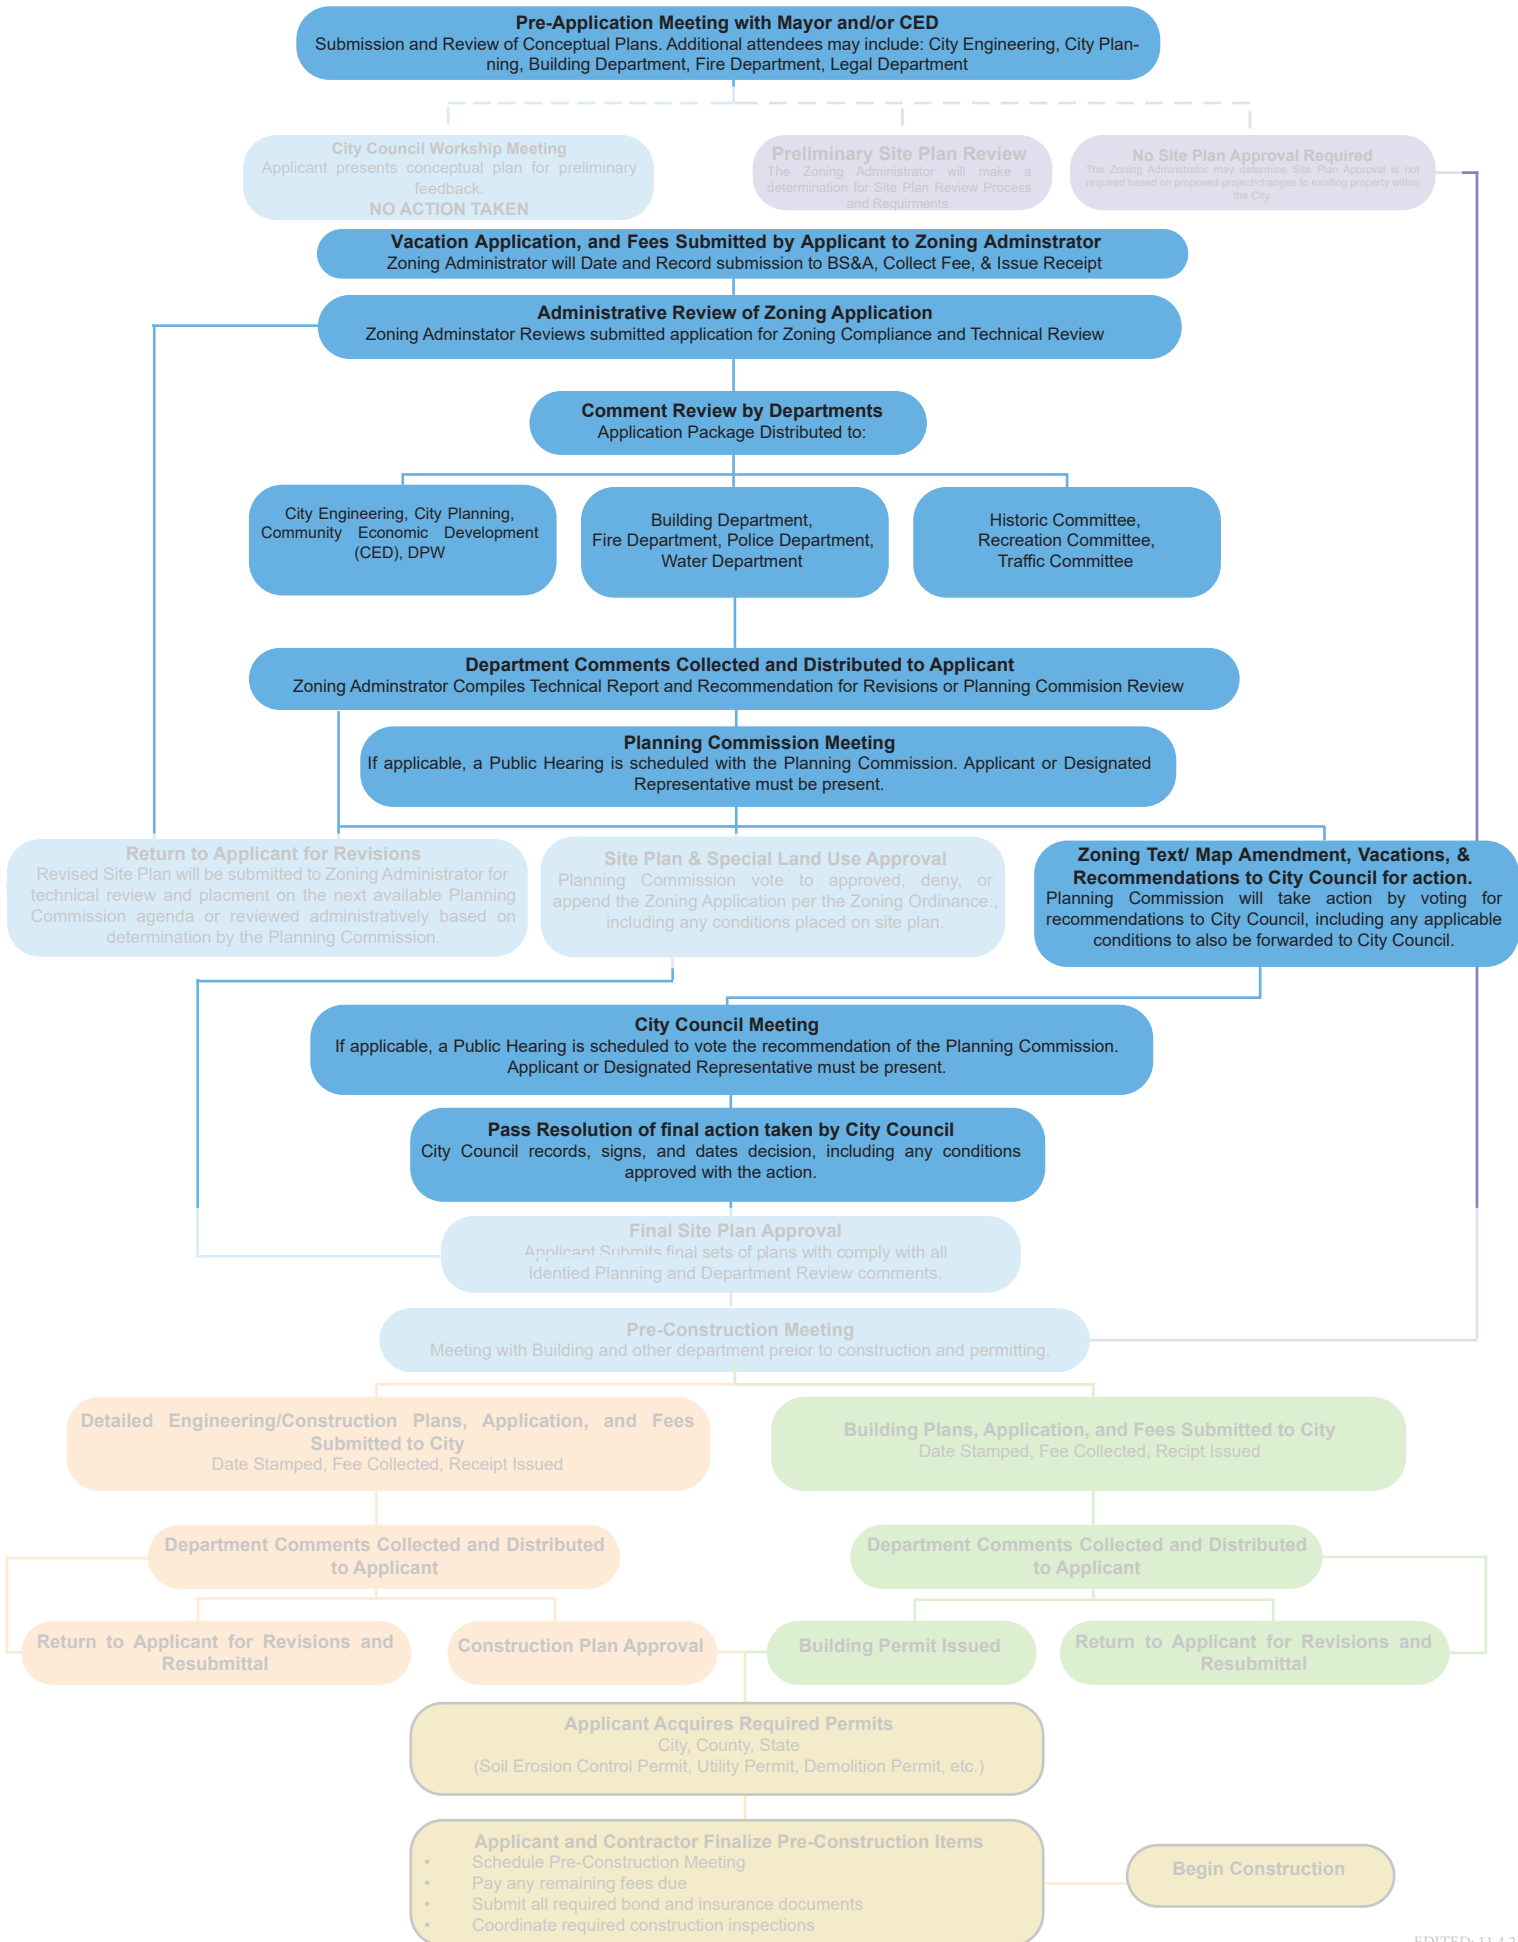 Pre-Application Meeting with Mayor and/or CED
Submission and Review of Conceptual Plans. Additional attendees may include: City Engineering, City Plan-
ning, Building Department, Fire Department, Legal Department
City Council Workship Meeting
Applicant presents conceptual plan for preliminary
feedback.
NO ACTION TAKEN
Preliminary Site Plan Review
The Zoning Administrator will make a
determination for Site Plan Review Process
and Requirments.
No Site Plan Approval Required
The Zoning Adminstrator may determine Site Plan Approval is not
required based on proposed project/changes to existing property within
the City.
Vacation Application, and Fees Submitted by Applicant to Zoning Adminstrator
Zoning Administrator will Date and Record submission to BS&A, Collect Fee, & Issue Receipt
Administrative Review of Zoning Application
Zoning Adminstator Reviews submitted application for Zoning Compliance and Technical Review
Comment Review by Departments
Application Package Distributed to:
City Engineering, City Planning,
Community Economic Development
(CED), DPW
Building Department,
Fire Department, Police Department,
Water Department
Historic Committee,
Recreation Committee,
Traffic Committee
Department Comments Collected and Distributed to Applicant
Zoning Adminstrator Compiles Technical Report and Recommendation for Revisions or Planning Commision Review
Planning Commission Meeting
If applicable, a Public Hearing is scheduled with the Planning Commission. Applicant or Designated
Representative must be present.
Return to Applicant for Revisions
Revised Site Plan will be submitted to Zoning Administrator for
technical review and placment on the next available Planning
Commission agenda or reviewed administratively based on
determination by the Planning Commission.
Site Plan & Special Land Use Approval
Planning Commission vote to approved, deny, or
append the Zoning Application per the Zoning Ordinance.,
including any conditions placed on site plan.
Zoning Text/ Map Amendment, Vacations, &
Recommendations to City Council for action.
Planning Commission will take action by voting for
recommendations to City Council, including any applicable
conditions to also be forwarded to City Council.
City Council Meeting
If applicable, a Public Hearing is scheduled to vote the recommendation of the Planning Commission.
Applicant or Designated Representative must be present.
Pass Resolution of final action taken by City Council
City Council records, signs, and dates decision, including any conditions
approved with the action.
Final Site Plan Approval
Applicant Submits final sets of plans with comply with all
Identied Planning and Department Review comments.
Pre-Construction Meeting
Meeting with Building and other department preior to construction and permitting.
Detailed Engineering/Construction Plans, Application, and Fees
Submitted to City
Date Stamped, Fee Collected, Receipt Issued
Building Plans, Application, and Fees Submitted to City
Date Stamped, Fee Collected, Recipt Issued
Department Comments Collected and Distributed
to Applicant
Department Comments Collected and Distributed
to Applicant
Return to Applicant for Revisions and
Resubmittal
Construction Plan Approval
Building Permit Issued
Return to Applicant for Revisions and
Resubmittal
Applicant Acquires Required Permits
City, County, State
(Soil Erosion Control Permit, Utility Permit, Demolition Permit, etc.)
Applicant and Contractor Finalize Pre-Construction Items
• Schedule Pre-Construction Meeting
• Pay any remaining fees due
• Submit all required bond and insurance documents
• Coordinate required construction inspections
Begin Construction
EDITED: